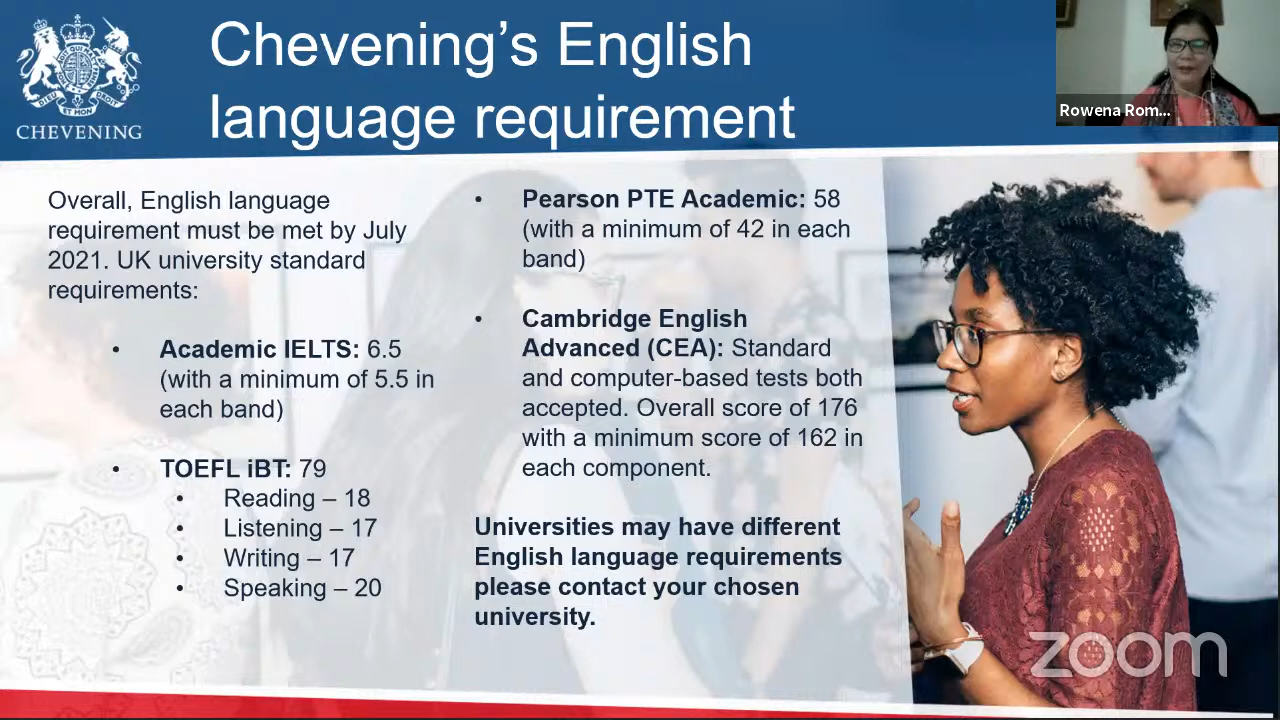 Chevening’s English
language requirement
CHEVENING
Rowena Rom...
Overall, English language
requirement must be met by July
2021. UK university standard
requirements:
• Academic IELTS: 6.5
(with a minimum of 5.5 in
each band)
• TOEFL iBT: 79
• Reading – 18
• Listening – 17
• Writing – 17
• Speaking – 20
• Pearson PTE Academic: 58
(with a minimum of 42 in each
band)
• Cambridge English
Advanced (CEA): Standard
and computer-based tests both
accepted. Overall score of 176
with a minimum score of 162 in
each component.
Universities may have different
English language requirements
please contact your chosen
university.
zoom